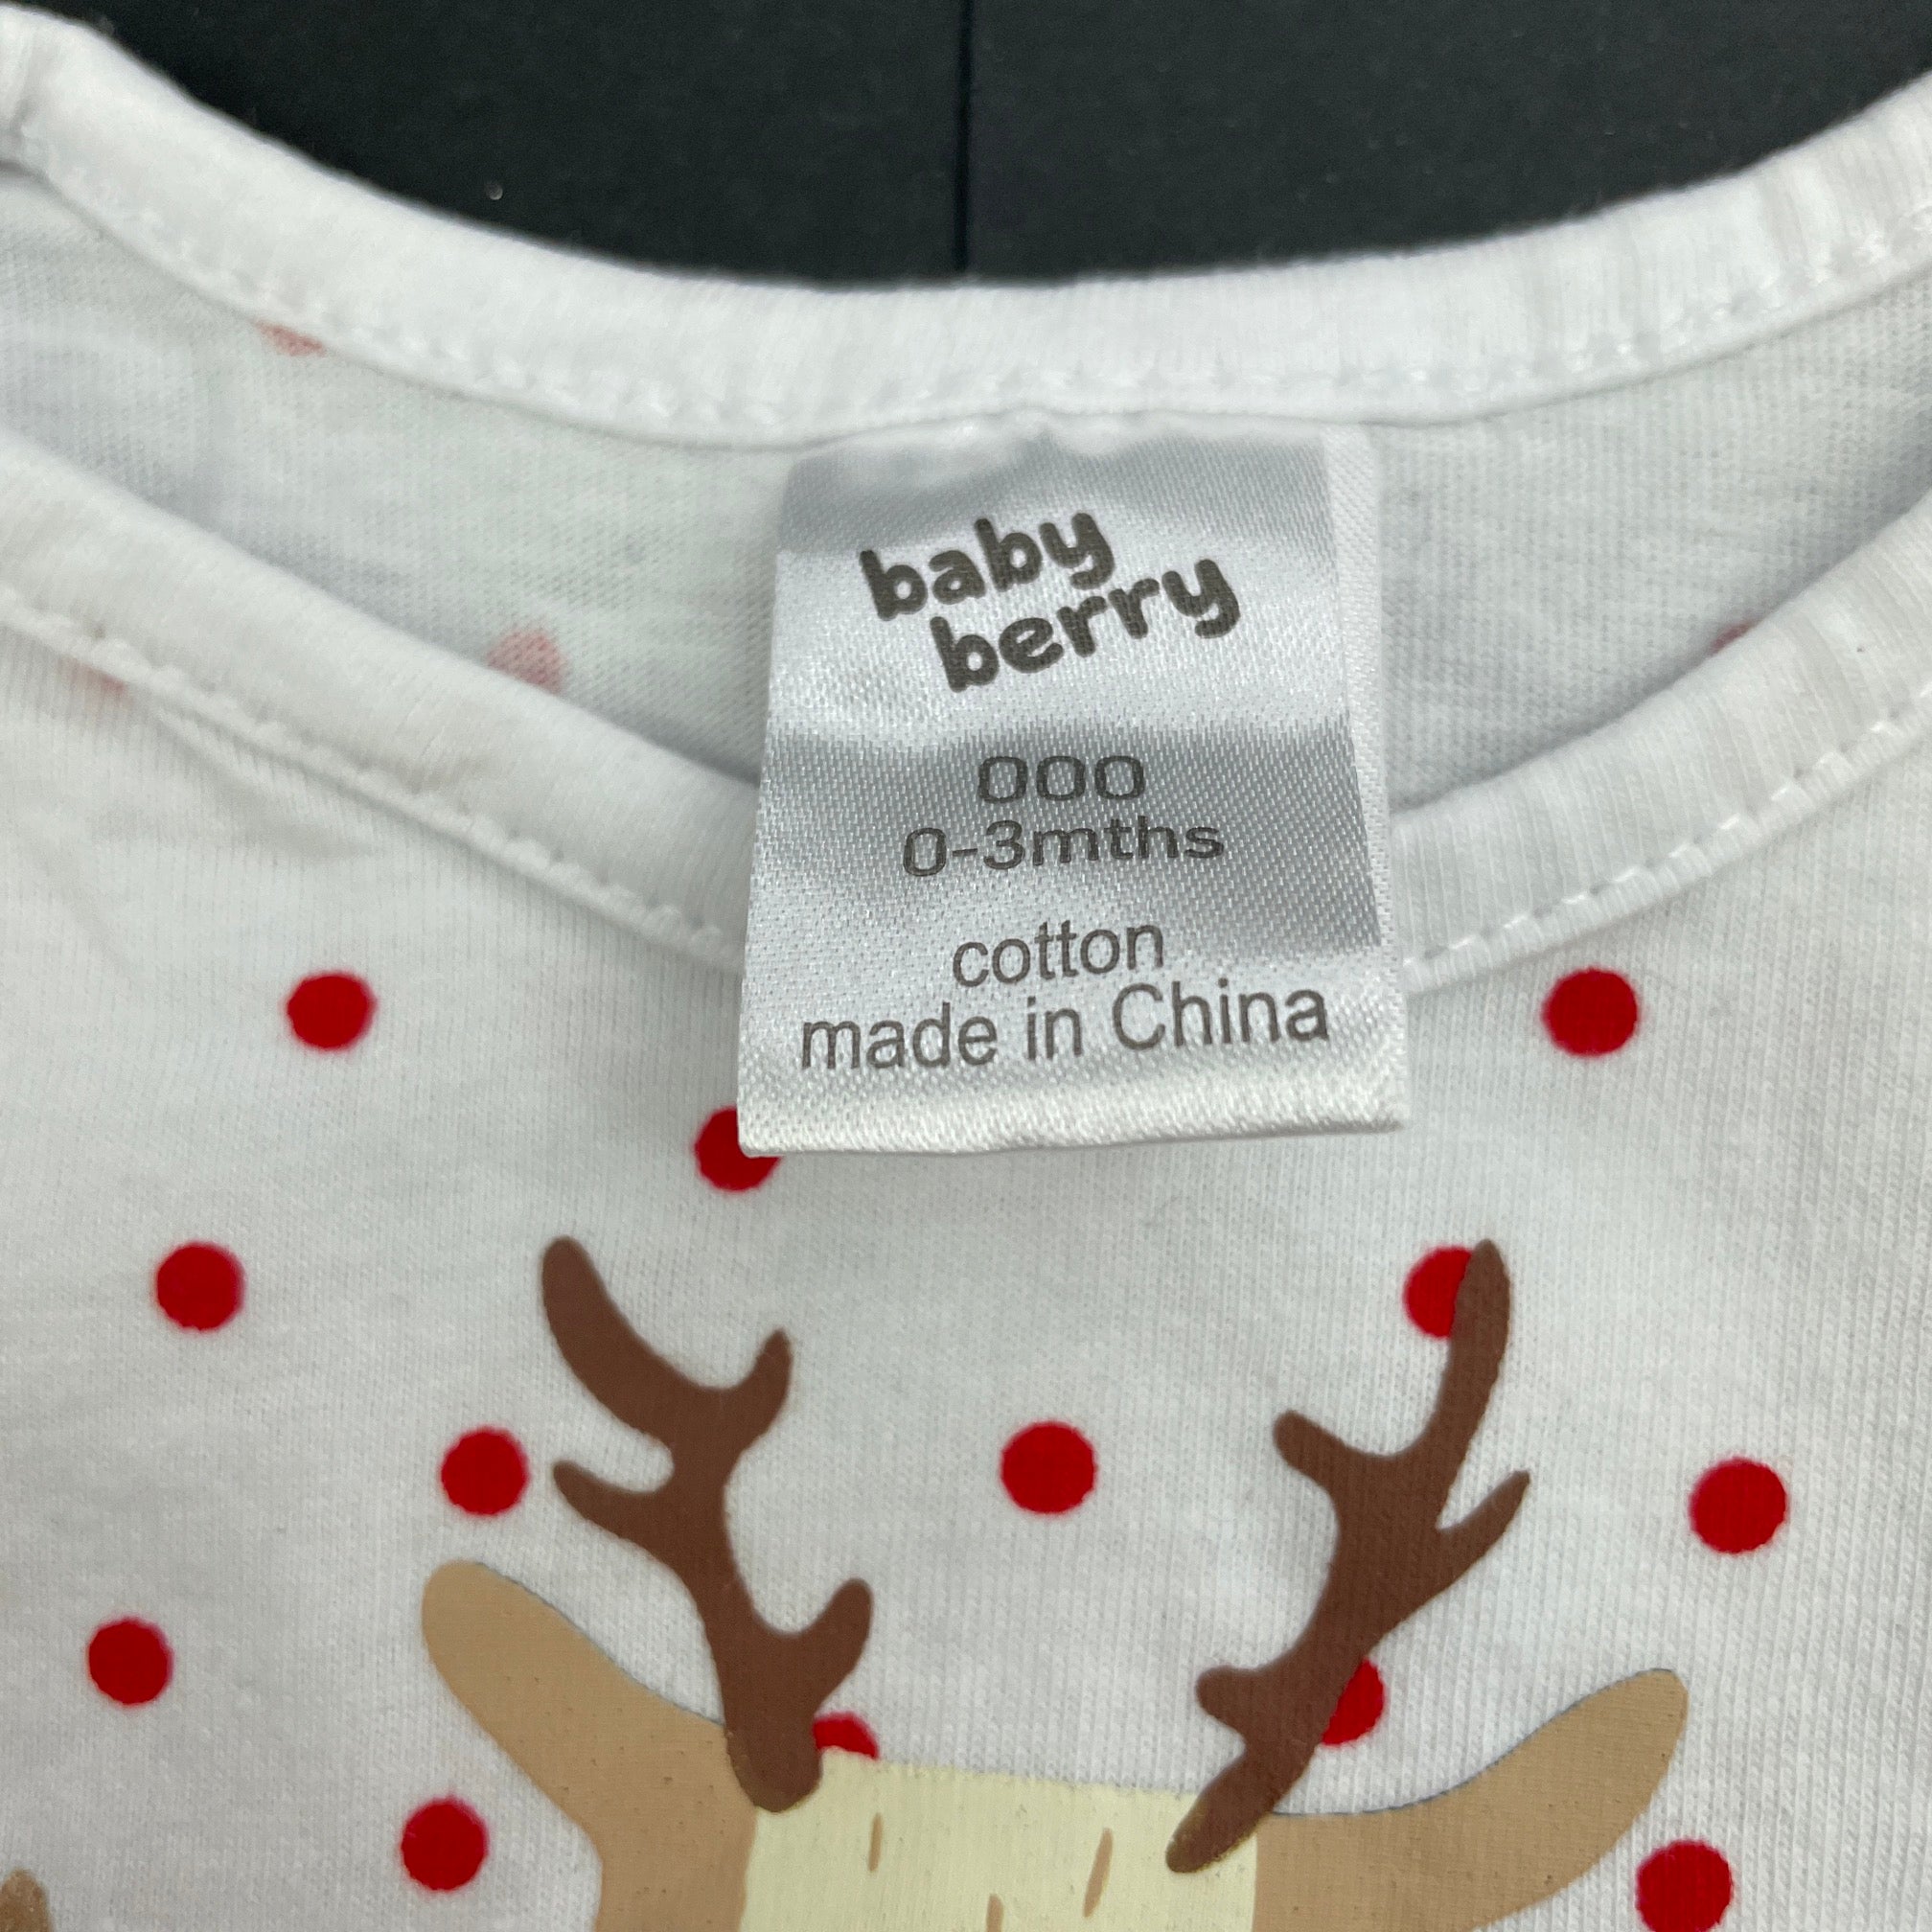 baby
berry
000
0-3mths
cotton
made in China